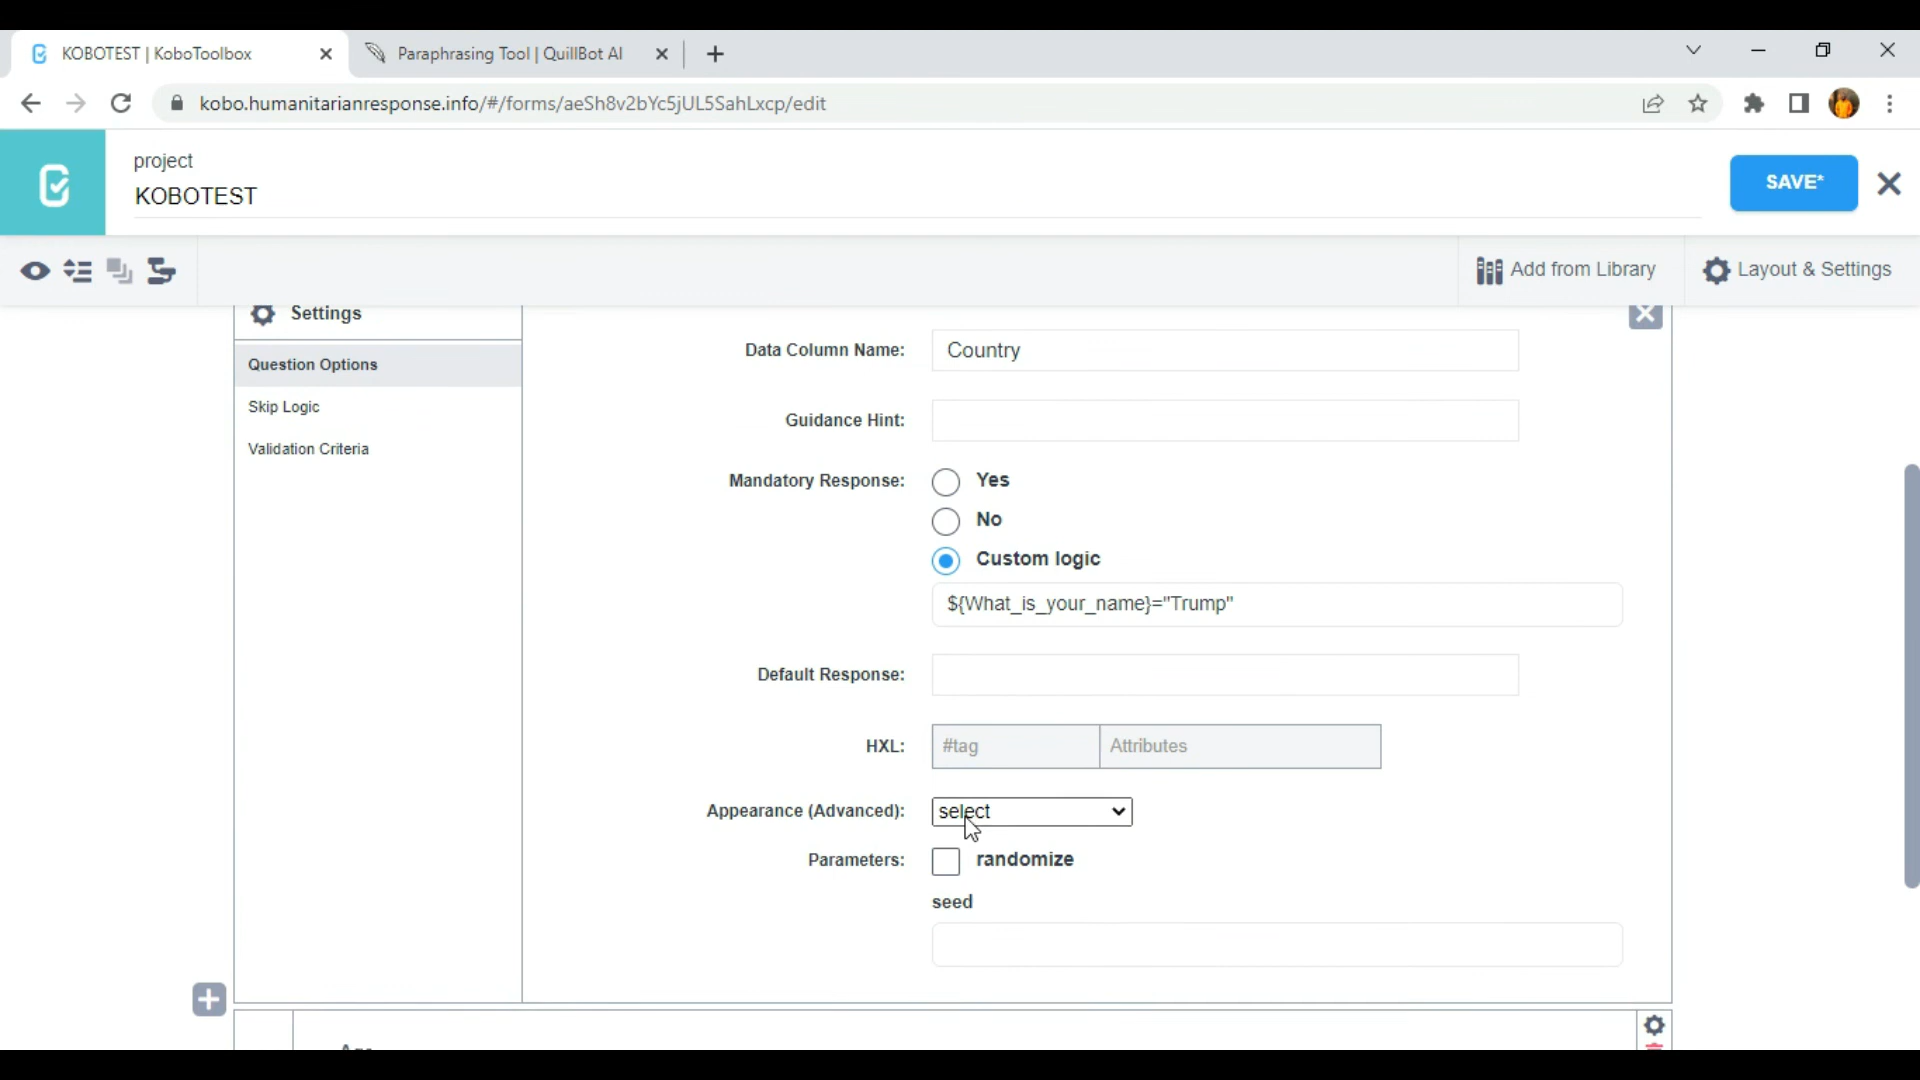 KOBOTEST | KoboToolbox
Paraphrasing Tool | QuillBot AI
kobo.humanitarianresponse.info/#/forms/aeSh8v2bYc5jUL5SahLxcp/edit
project
KOBOTEST
SAVE*
Add from Library
Layout & Settings
Settings
Question Options
Skip Logic
Validation Criteria
Data Column Name:
Country
Guidance Hint:
Mandatory Response:
Yes
No
Custom logic
${What_is_your_name}="Trump"
Default Response:
HXL:
#tag
Attributes
Appearance (Advanced):
select
Parameters:
randomize
seed